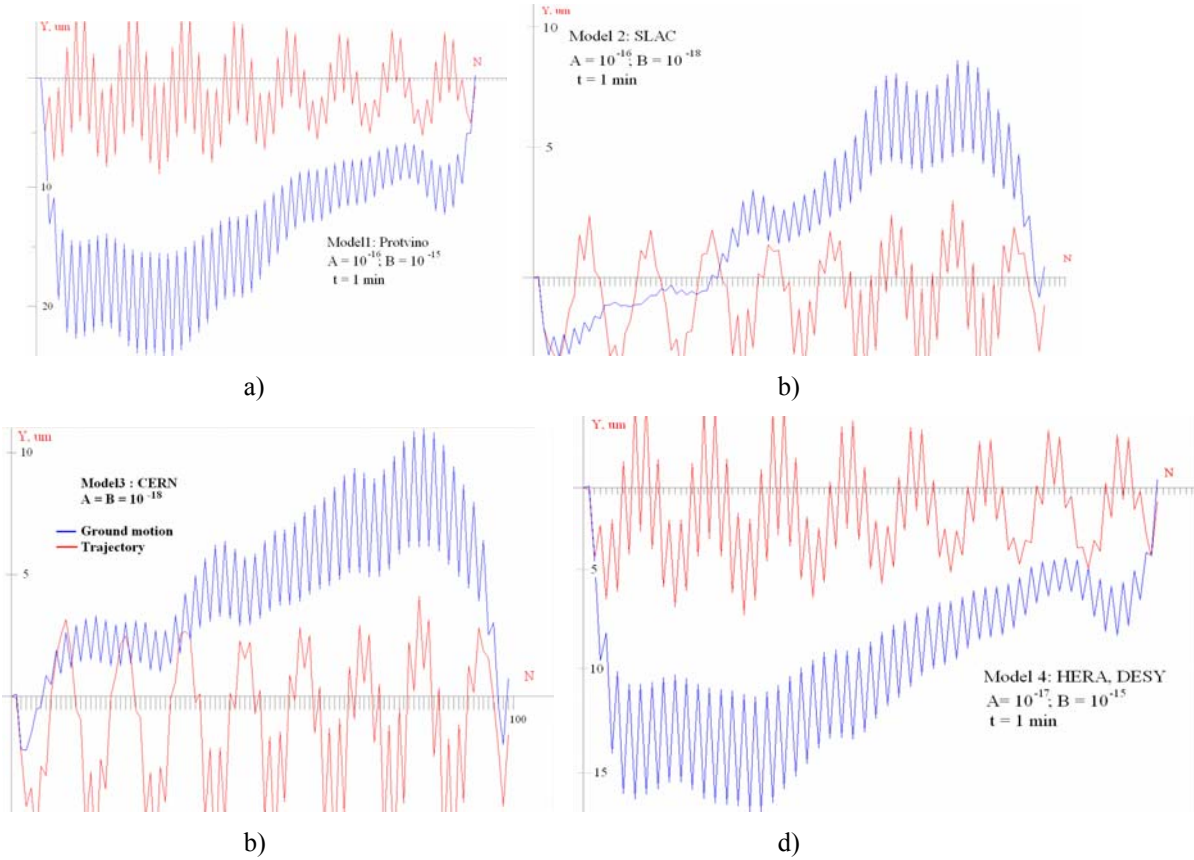 Y, um
N
10
20
Model1: Protvino
A = 10⁻¹⁶; B = 10⁻¹⁵
t = 1 min
a)
Y, um
10
5
Model 2: SLAC
A = 10⁻¹⁶; B = 10⁻¹⁸
t = 1 min
N
b)
Y, um
10
5
Model3 : CERN
A = B = 10⁻¹⁸
Ground motion
Trajectory
N
100
b)
Y, um
N
5
10
15
Model 4: HERA, DESY
A= 10⁻¹⁷; B = 10⁻¹⁵
t = 1 min
d)